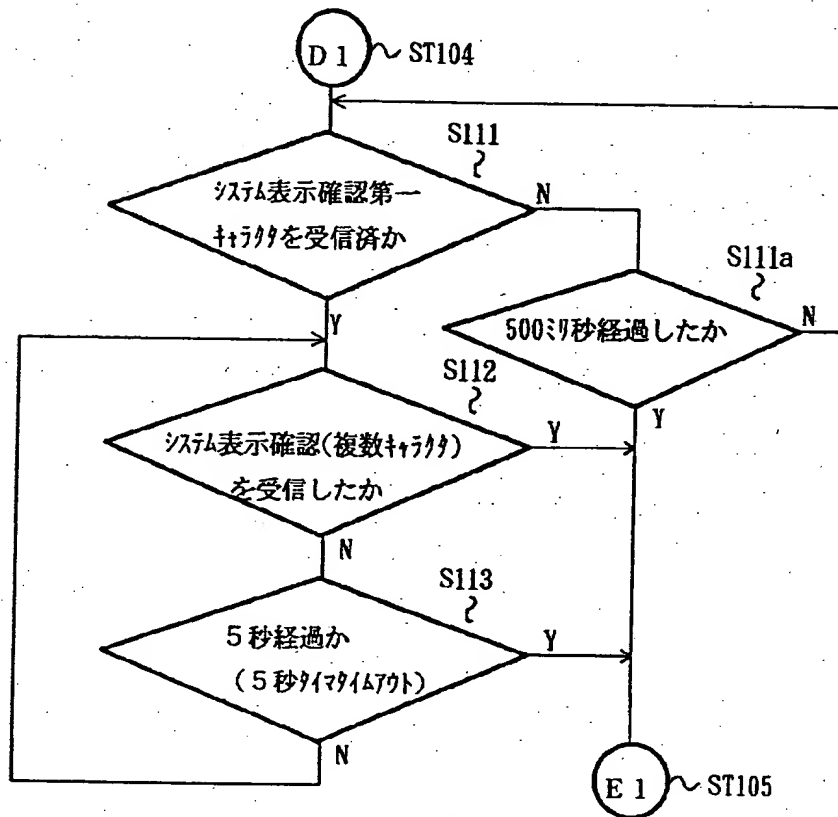 D1
ST104
S111
システム表示確認第一
キャラクタを受信済か
N
Y
S111a
500ミリ秒経過したか
N
Y
S112
システム表示確認(複数キャラクタ)
を受信したか
Y
N
S113
5秒経過か
(5秒タイマタイムアウト)
Y
N
E1
ST105